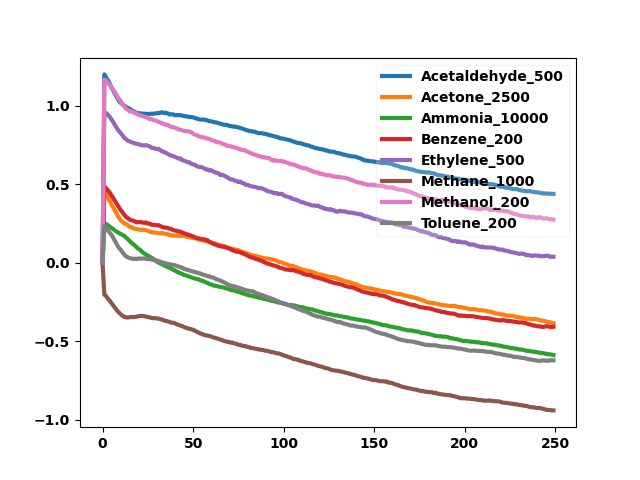 1.0
0.5
0.0
−0.5
−1.0
0 50 100 150 200 250
Acetaldehyde_500
Acetone_2500
Ammonia_10000
Benzene_200
Ethylene_500
Methane_1000
Methanol_200
Toluene_200